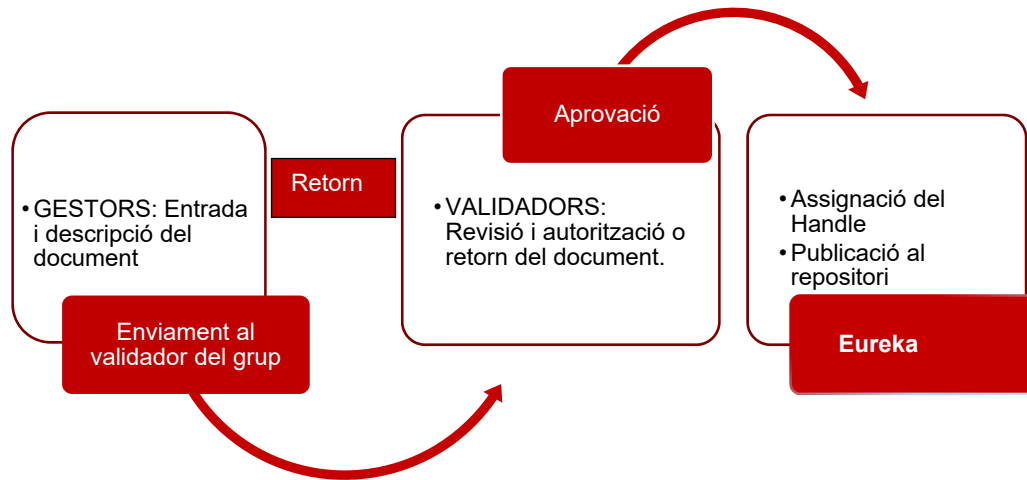 • GESTORS: Entrada
i descripció del
document
Enviament al
validador del grup
Retorn
Aprovació
• VALIDADORS:
Revisió i autorització o
retorn del document.
• Assignació del
Handle
• Publicació al
repositori
Eureka